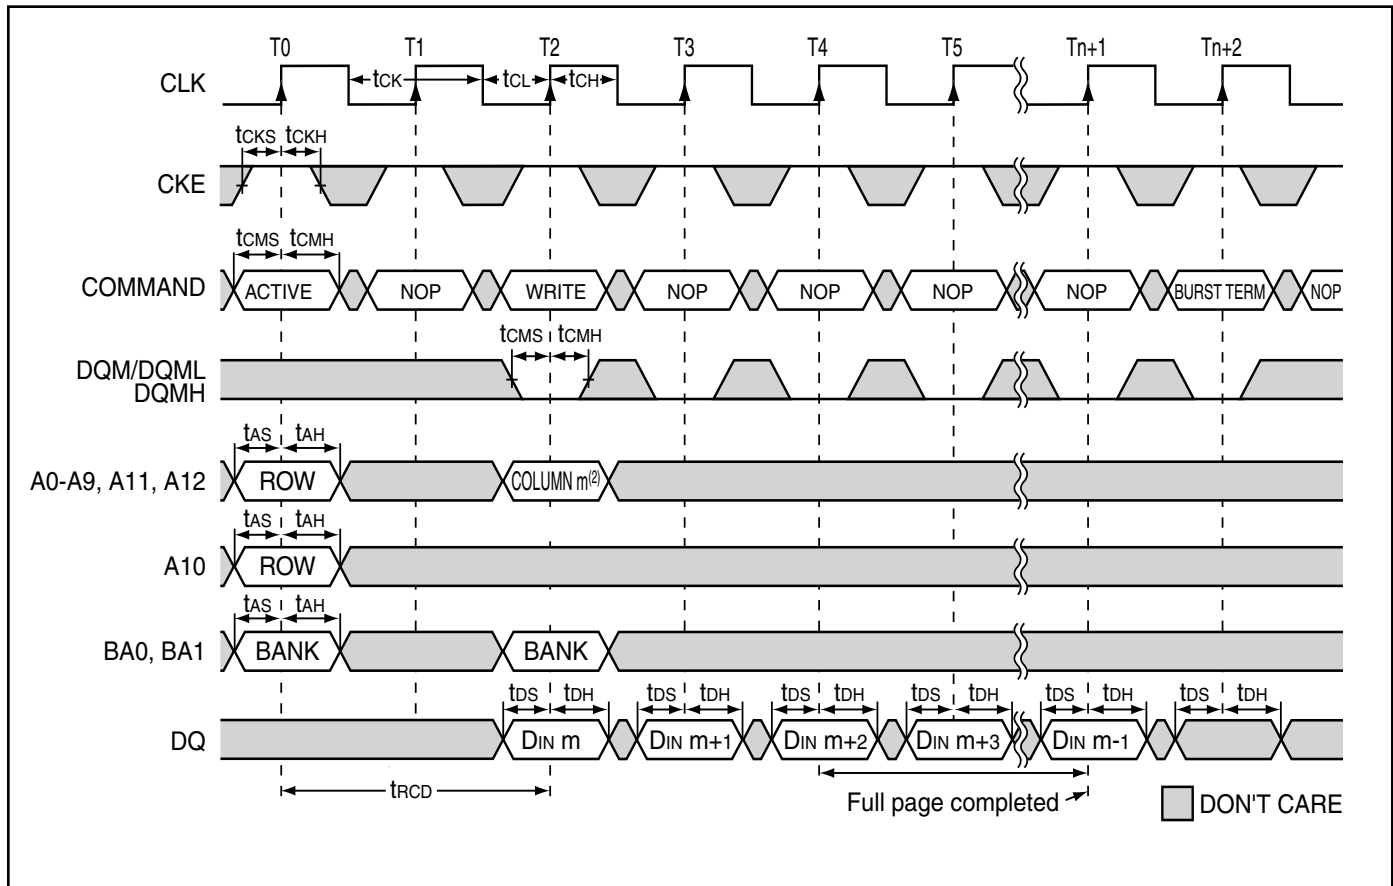 T0 T1 T2 T3 T4 T5 Tn+1 Tn+2
CLK tCK tCL tCH
tCKS tCKH
CKE
tCMS tCMH
COMMAND ACTIVE NOP WRITE NOP NOP NOP NOP BURST TERM NOP
tCMS tCMH
DQM/DQML
DQMH
tAS tAH
A0-A9, A11, A12 ROW COLUMN m(2)
tAS tAH
A10 ROW
tAS tAH
BA0, BA1 BANK BANK
tDS tDH tDS tDH tDS tDH tDS tDH tDS tDH tDS tDH
DQ DIN m DIN m+1 DIN m+2 DIN m+3 DIN m-1
tRCD
Full page completed DON'T CARE